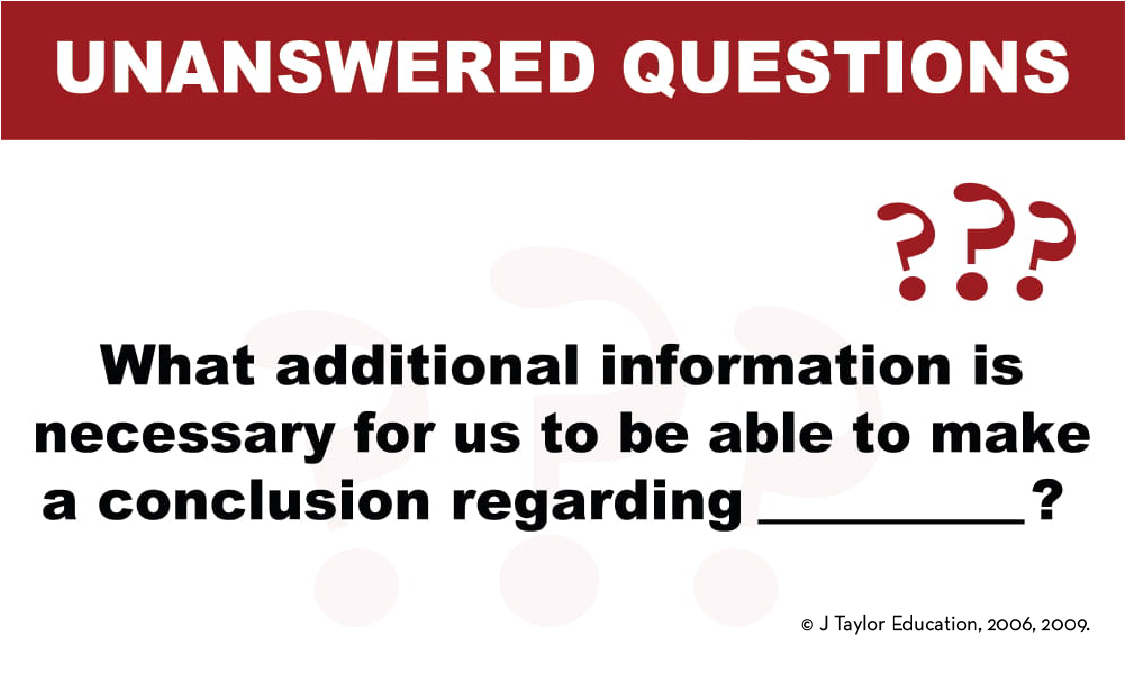 UNANSWERED QUESTIONS
???
What additional information is
necessary for us to be able to make
a conclusion regarding _________?
© J Taylor Education, 2006, 2009.